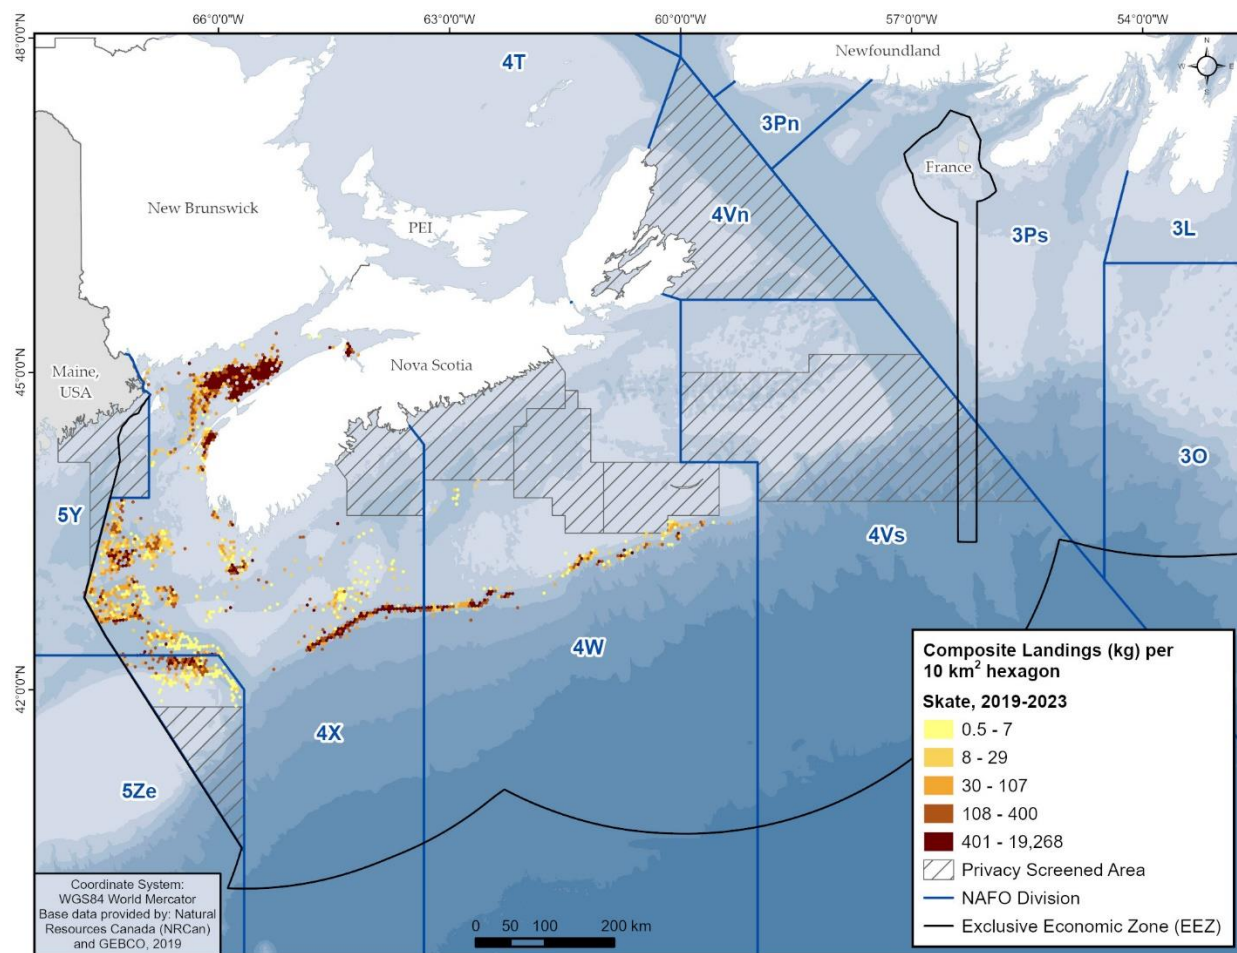 66°0'0"W 63°0'0"W 60°0'0"W 57°0'0"W 54°0'0"W
48°0'0"N
45°0'0"N
42°0'0"N
N
W E
S
Newfoundland
4T
3Pn
France
New Brunswick
PEI
4Vn
3Ps
3L
Maine,
USA
Nova Scotia
3O
5Y
4Vs
4W
4X
5Ze
Composite Landings (kg) per
10 km² hexagon
Skate, 2019-2023
0.5 - 7
8 - 29
30 - 107
108 - 400
401 - 19,268
Privacy Screened Area
NAFO Division
Exclusive Economic Zone (EEZ)
Coordinate System:
WGS84 World Mercator
Base data provided by: Natural
Resources Canada (NRCan)
and GEBCO, 2019
0 50 100 200 km